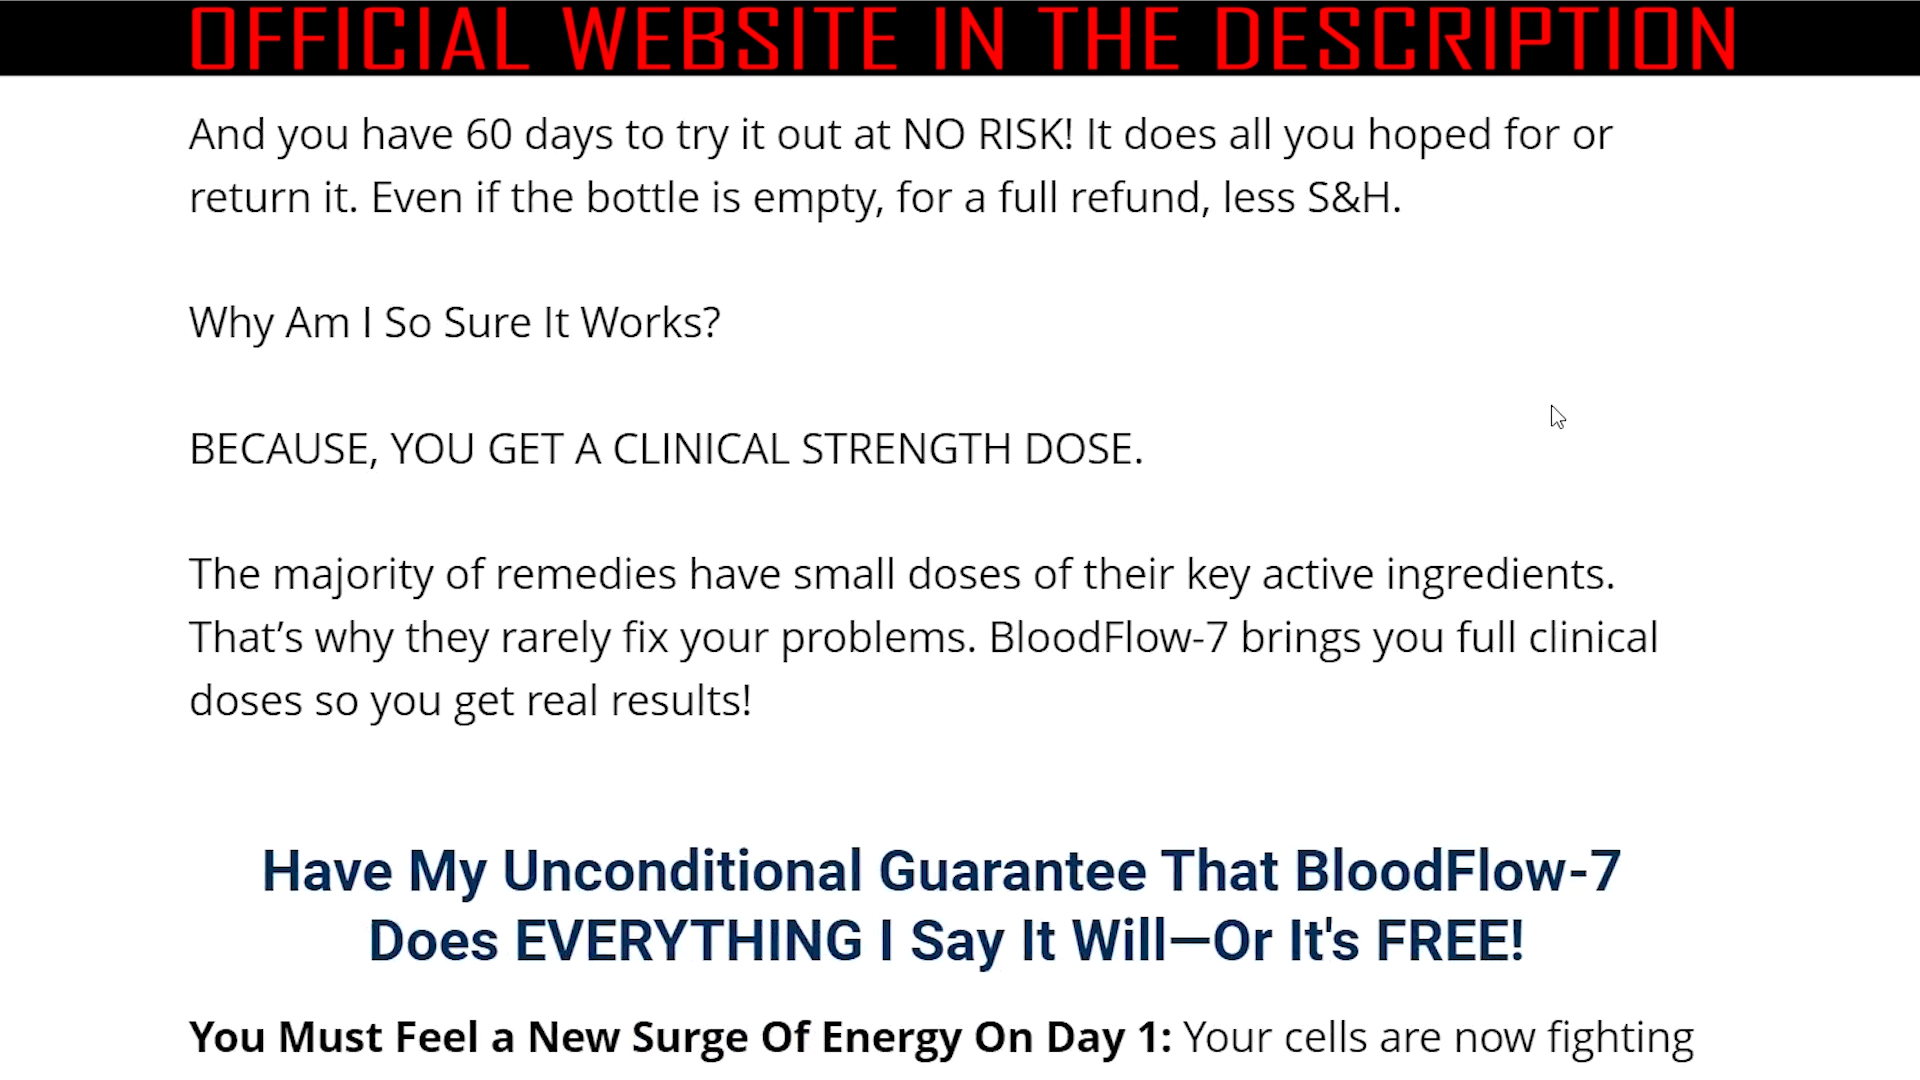 OFFICIAL WEBSITE IN THE DESCRIPTION
And you have 60 days to try it out at NO RISK! It does all you hoped for or
return it. Even if the bottle is empty, for a full refund, less S&H.
Why Am I So Sure It Works?
BECAUSE, YOU GET A CLINICAL STRENGTH DOSE.
The majority of remedies have small doses of their key active ingredients.
That’s why they rarely fix your problems. BloodFlow-7 brings you full clinical
doses so you get real results!
Have My Unconditional Guarantee That BloodFlow-7
Does EVERYTHING I Say It Will—Or It's FREE!
You Must Feel a New Surge Of Energy On Day 1: Your cells are now fighting